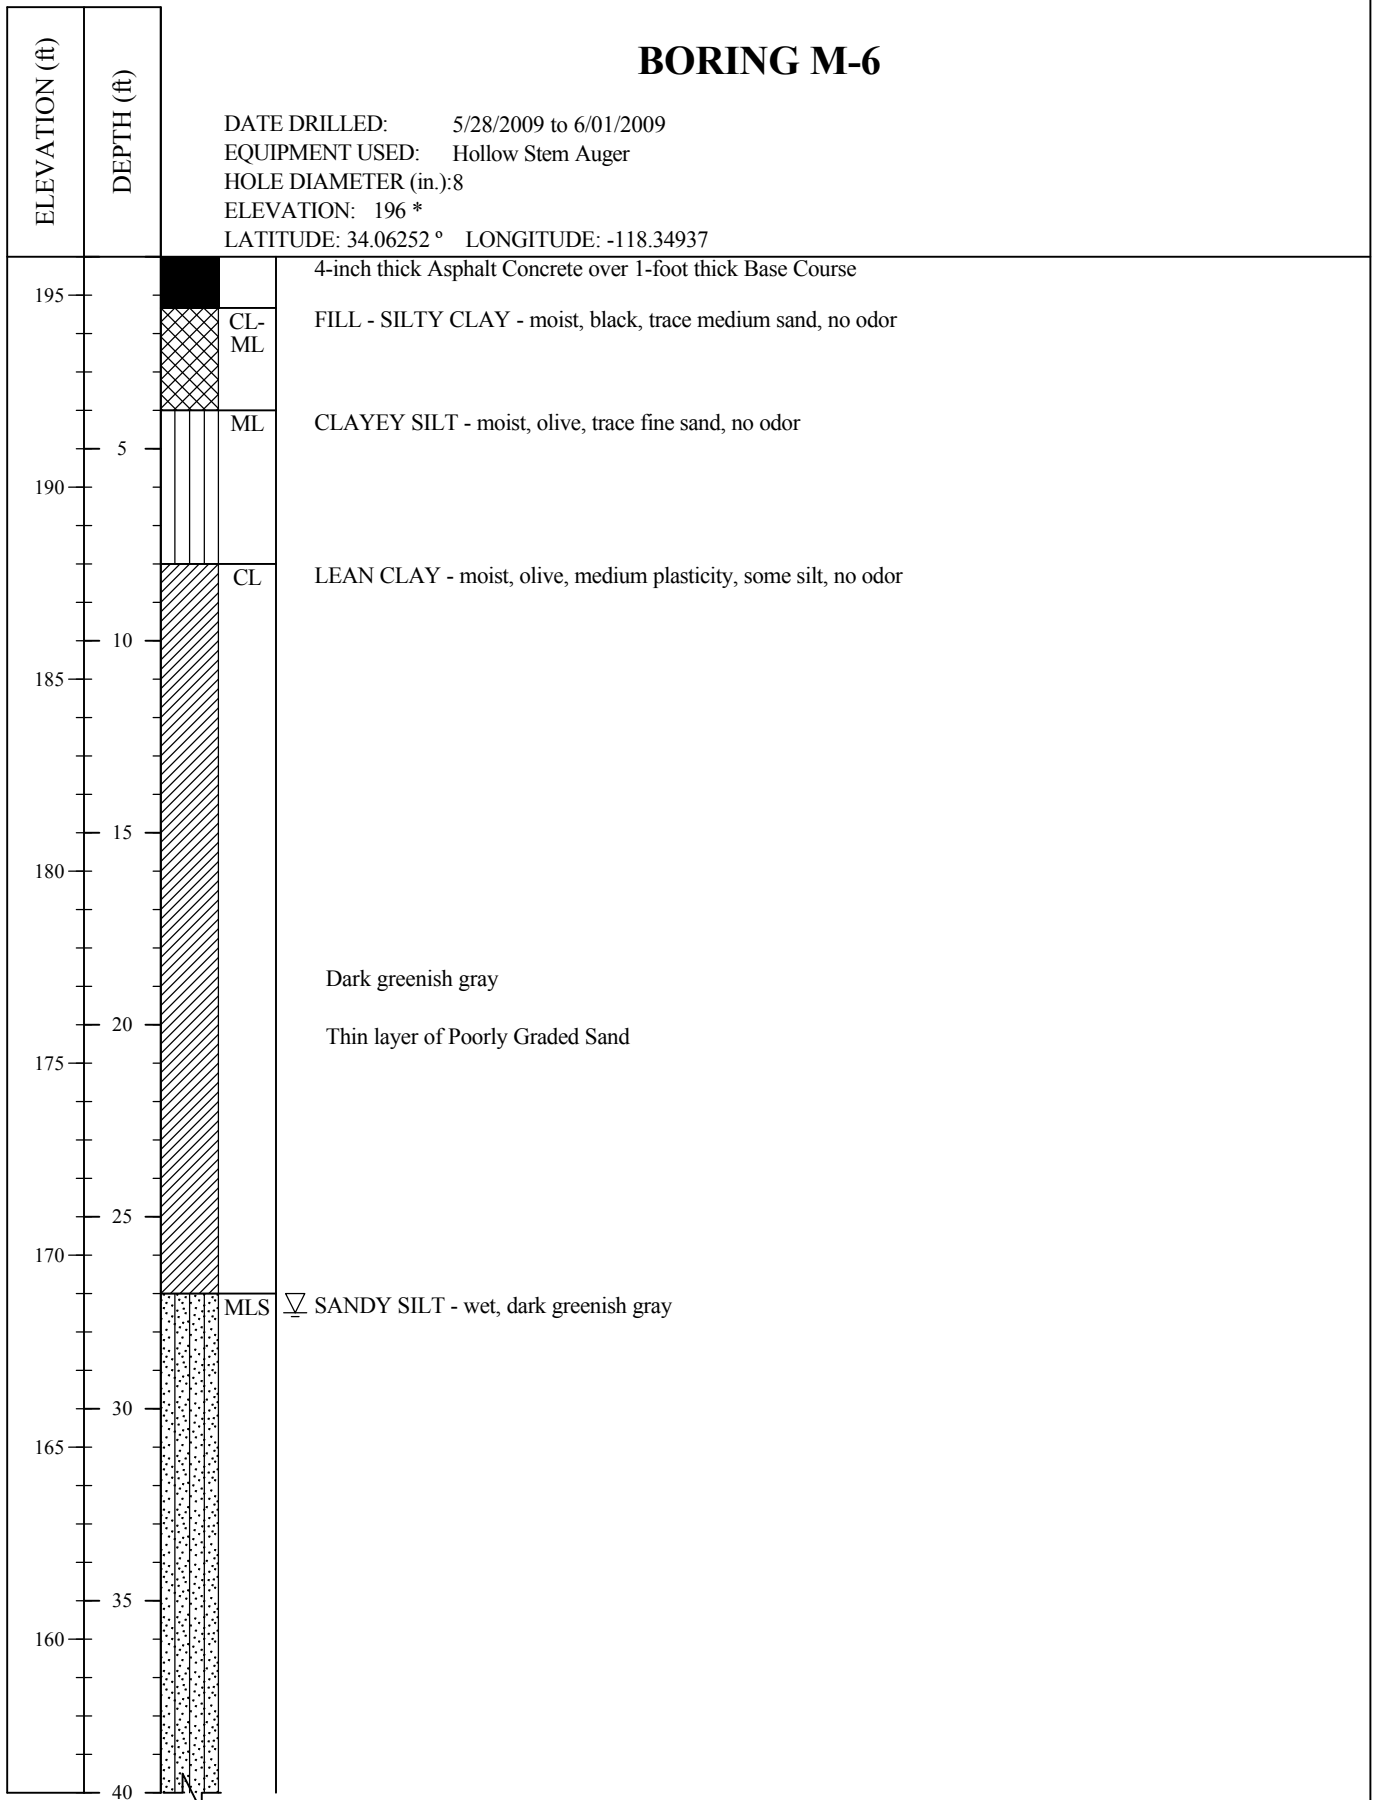 ELEVATION (ft)
DEPTH (ft)
BORING M-6
DATE DRILLED: 5/28/2009 to 6/01/2009
EQUIPMENT USED: Hollow Stem Auger
HOLE DIAMETER (in.):8
ELEVATION: 196 *
LATITUDE: 34.06252 º LONGITUDE: -118.34937
4-inch thick Asphalt Concrete over 1-foot thick Base Course
195
CL- FILL - SILTY CLAY - moist, black, trace medium sand, no odor
ML
ML CLAYEY SILT - moist, olive, trace fine sand, no odor
5
190
CL LEAN CLAY - moist, olive, medium plasticity, some silt, no odor
10
185
15
180
Dark greenish gray
20
Thin layer of Poorly Graded Sand
175
25
170
MLS SANDY SILT - wet, dark greenish gray
30
165
35
160
40